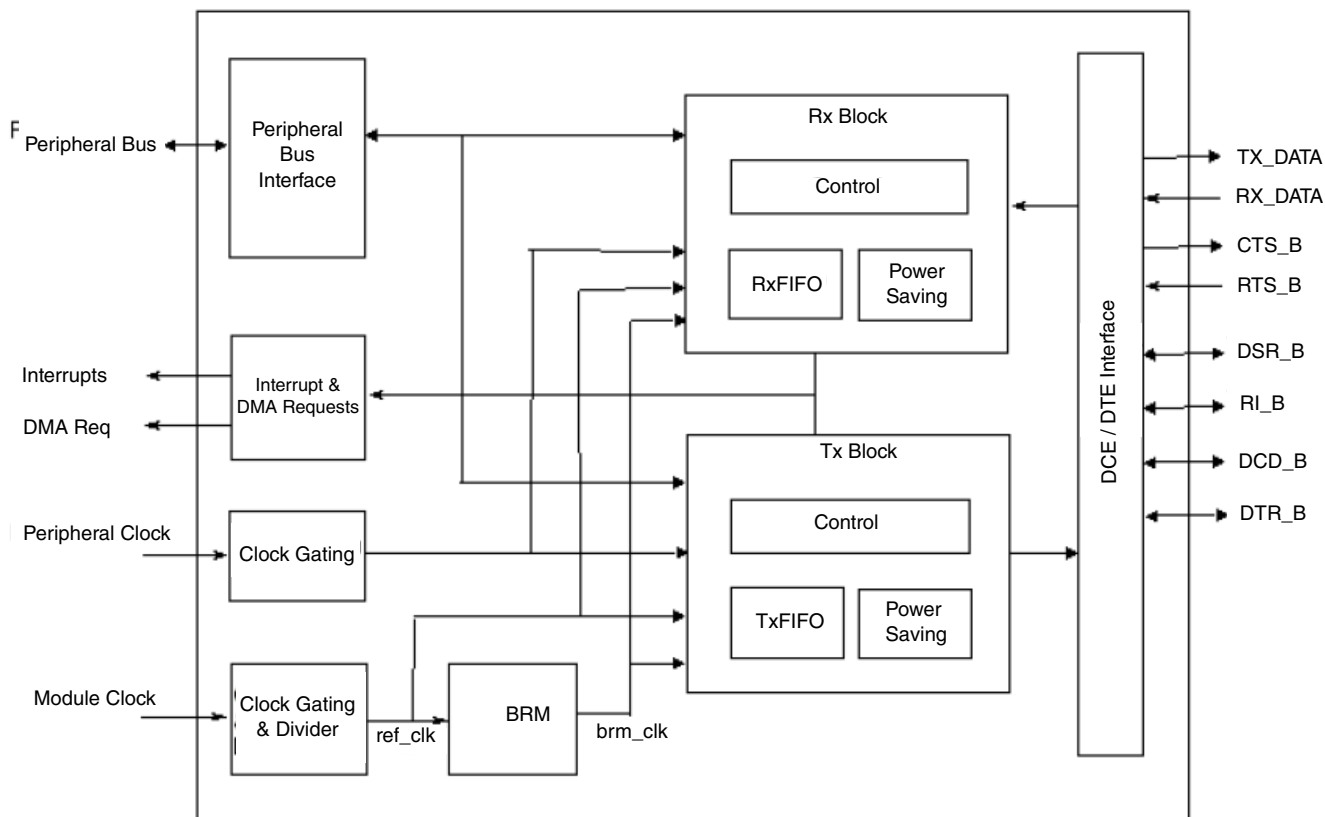 Peripheral Bus
Peripheral
Bus
Interface
Interrupts
DMA Req
Interrupt &
DMA Requests
Peripheral Clock
Clock Gating
Module Clock
Clock Gating
& Divider
ref_clk
BRM
brm_clk
Rx Block
Control
RxFIFO
Power
Saving
Tx Block
Control
TxFIFO
Power
Saving
DCE / DTE Interface
TX_DATA
RX_DATA
CTS_B
RTS_B
DSR_B
RI_B
DCD_B
DTR_B